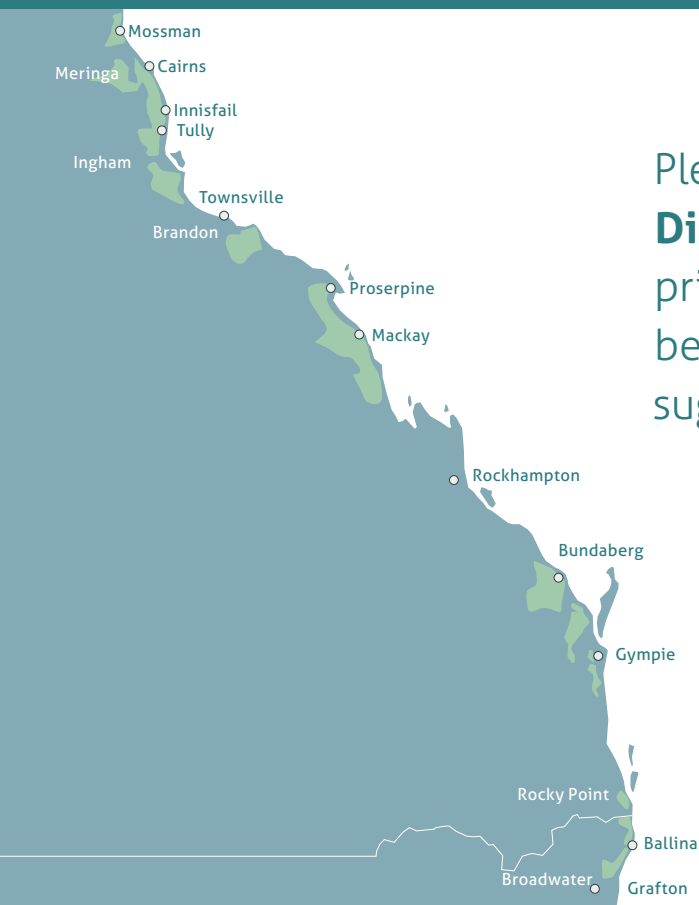 Mossman
Cairns
Meringa
Innisfail
Tully
Ingham
Townsville
Brandon
Proserpine
Mackay
Rockhampton
Bundaberg
Gympie
Rocky Point
Ballina
Broadwater
Grafton